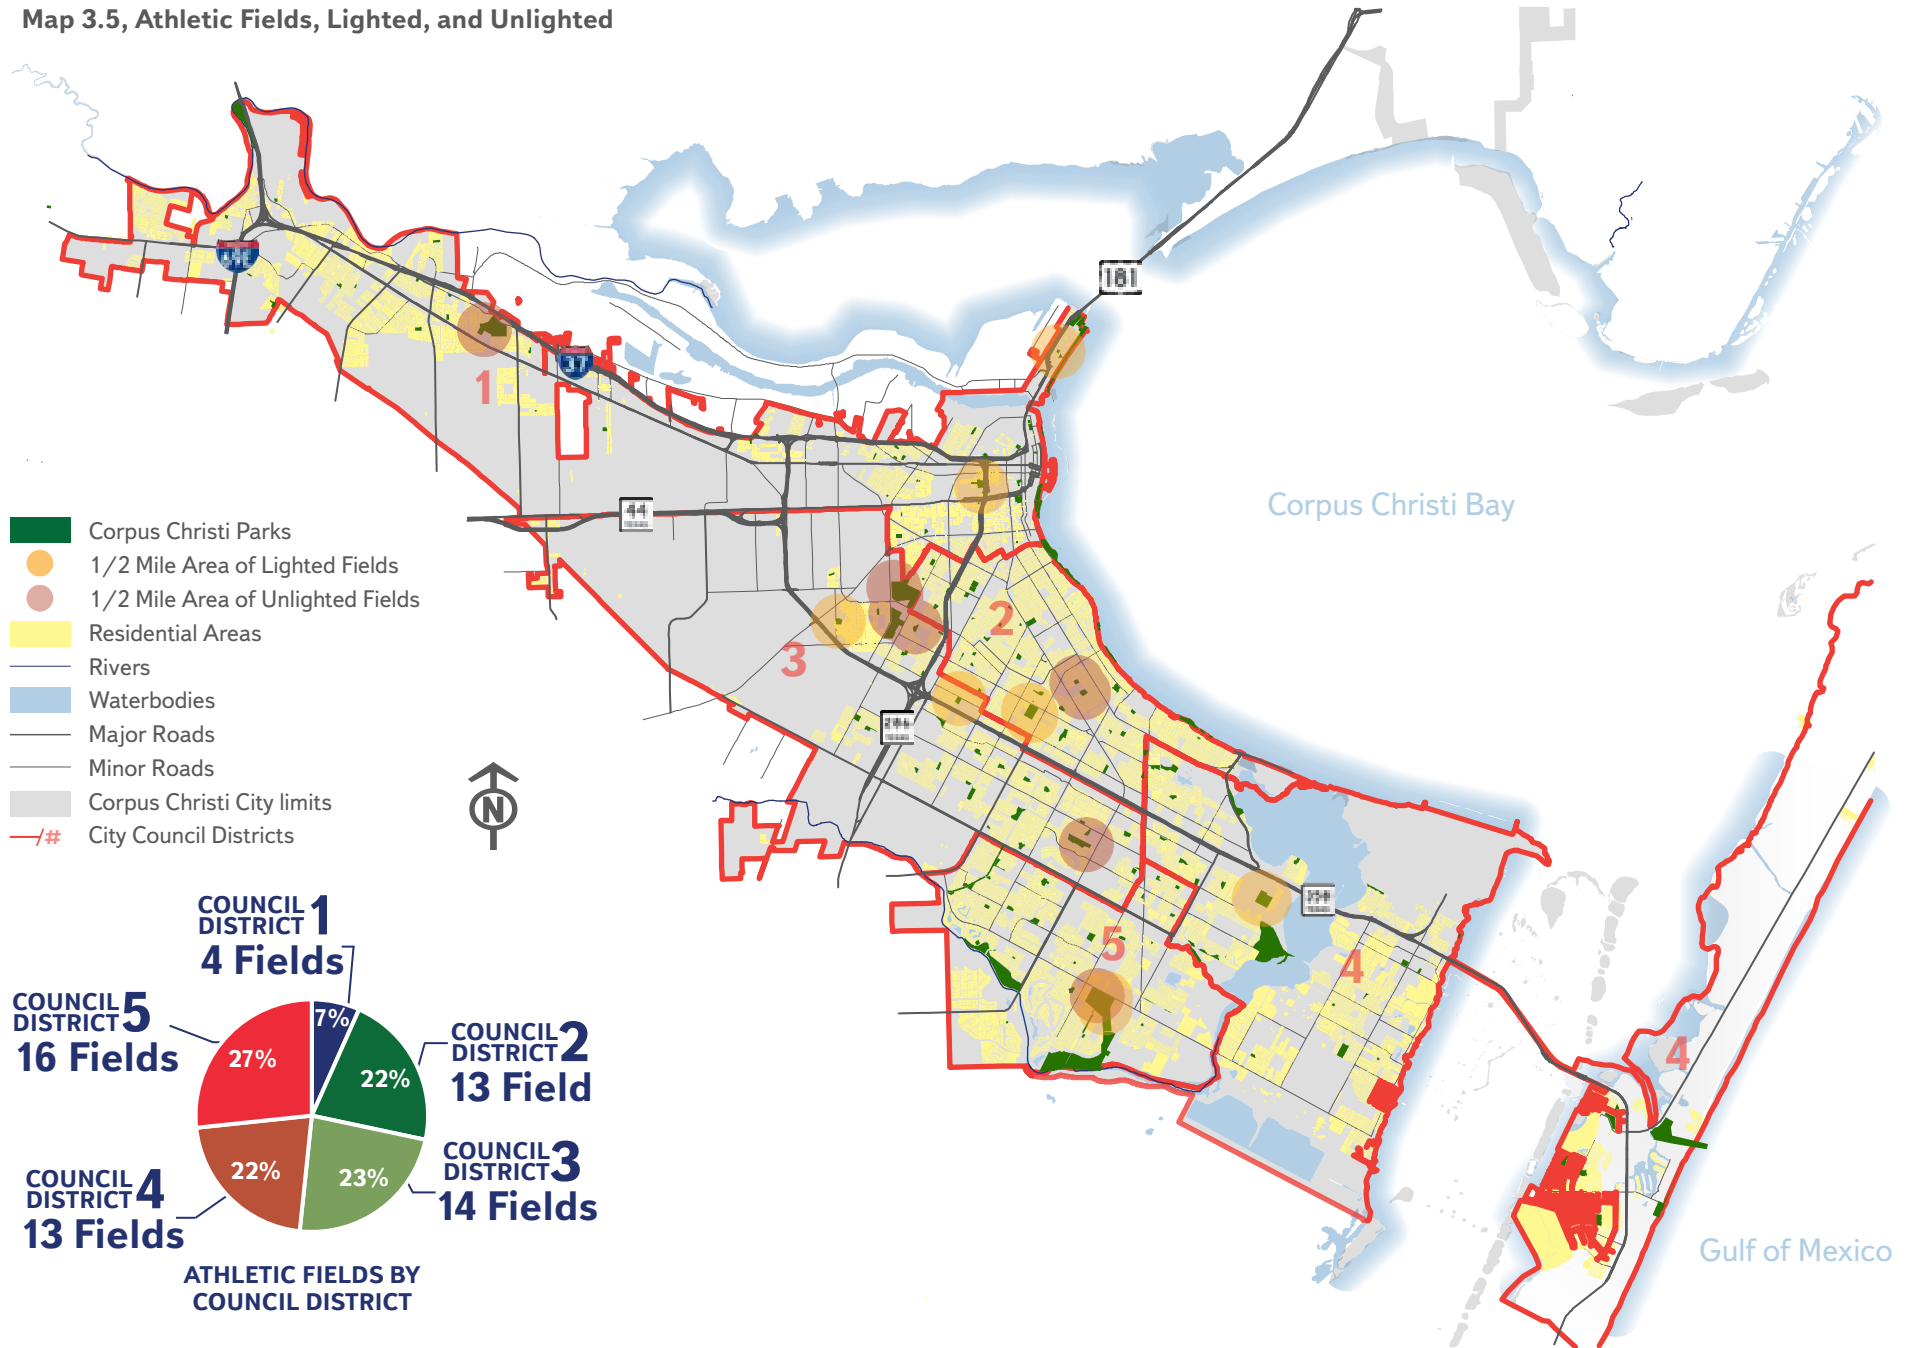 Map 3.5, Athletic Fields, Lighted, and Unlighted
181
37
1
44
Corpus Christi Bay
2
3
Corpus Christi Parks
1/2 Mile Area of Lighted Fields
1/2 Mile Area of Unlighted Fields
Residential Areas
Rivers
Waterbodies
Major Roads
Minor Roads
Corpus Christi City limits
/# City Council Districts
N
5
4
4
Gulf of Mexico
COUNCIL DISTRICT 1
4 Fields
COUNCIL DISTRICT 5
16 Fields
COUNCIL DISTRICT 2
13 Field
COUNCIL DISTRICT 3
14 Fields
COUNCIL DISTRICT 4
13 Fields
7%
27%
22%
22%
23%
ATHLETIC FIELDS BY
COUNCIL DISTRICT